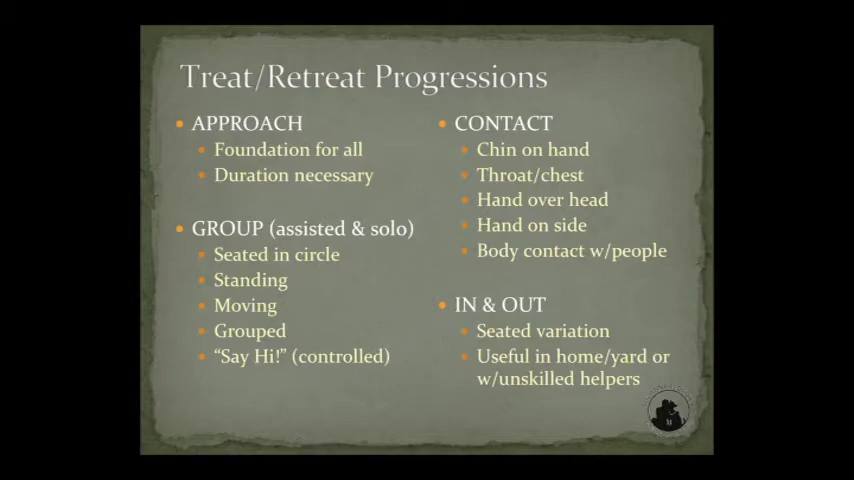 Treat/Retreat Progressions
APPROACH
Foundation for all
Duration necessary
GROUP (assisted & solo)
Seated in circle
Standing
Moving
Grouped
“Say Hi!” (controlled)
CONTACT
Chin on hand
Throat/chest
Hand over head
Hand on side
Body contact w/people
IN & OUT
Seated variation
Useful in home/yard or
w/unskilled helpers
M